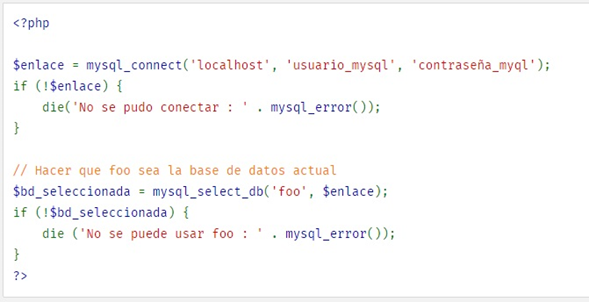 <?php
$enlace = mysql_connect('localhost', 'usuario_mysql', 'contraseña_myql');
if (!$enlace) {
die('No se pudo conectar : ' . mysql_error());
}
// Hacer que foo sea la base de datos actual
$bd_seleccionada = mysql_select_db('foo', $enlace);
if (!$bd_seleccionada) {
die ('No se puede usar foo : ' . mysql_error());
}
?>